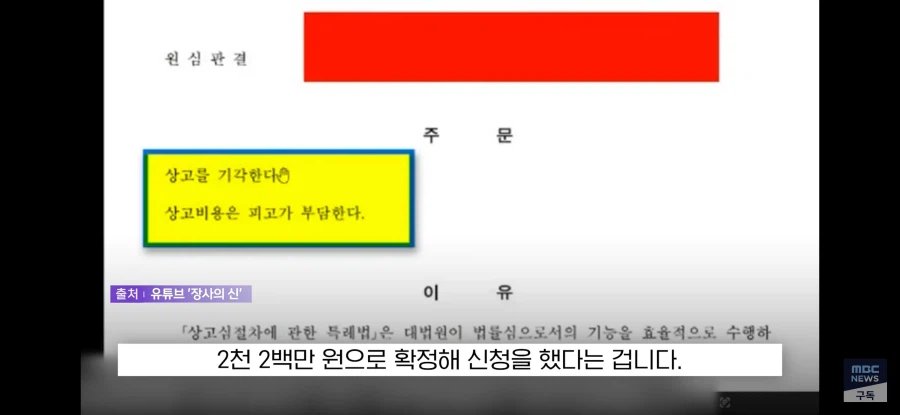 원 심 판 결
주 문
상고를 기각한다
상고비용은 피고가 부담한다.
출처 유튜브 '장사의 신'
이 유
「상고심절차에 관한 특례법」은 대법원이 법률심으로서의 기능을 효율적으로 수행하
2천 2백만 원으로 확정해 신청을 했다는 겁니다.
MBC
NEWS
구독